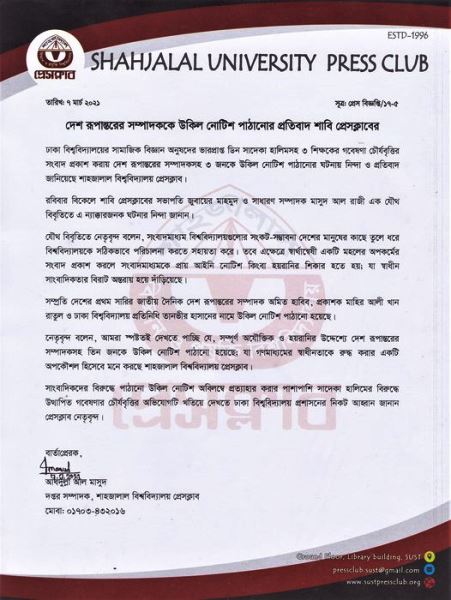 ESTD-1996
প্রেসক্লাব
SHAHJALAL UNIVERSITY PRESS CLUB
তারিখ: ৭ মার্চ ২০২১
সূত্র: প্রেস বিজ্ঞপ্তি/১৭-৫
দেশ রূপান্তরের সম্পাদককে উকিল নোটিশ পাঠানোর প্রতিবাদ শাবি প্রেসক্লাবের
ঢাকা বিশ্ববিদ্যালয়ের সামাজিক বিজ্ঞান অনুষদের ভারপ্রাপ্ত ডিন সাদেকা হালিমসহ ৩ শিক্ষকের গবেষণা চৌর্যবৃত্তির
সংবাদ প্রকাশ করায় দেশ রূপান্তরের সম্পাদকসহ ৩ জনকে উকিল নোটিশ পাঠানোর ঘটনায় নিন্দা ও প্রতিবাদ
জানিয়েছে শাহজালাল বিশ্ববিদ্যালয় প্রেসক্লাব।
রবিবার বিকেলে শাবি প্রেসক্লাবের সভাপতি জুবায়ের মাহমুদ ও সাধারণ সম্পাদক মাসুদ আল রাজী এক যৌথ
বিবৃতিতে এ ন্যাক্কারজনক ঘটনার নিন্দা জানান।
যৌথ বিবৃতিতে নেতৃবৃন্দ বলেন, সংবাদমাধ্যম বিশ্ববিদ্যালয়গুলোর সংকট-সম্ভাবনা দেশের মানুষের কাছে তুলে ধরে
বিশ্ববিদ্যালয়কে সঠিকভাবে পরিচালনা করতে সহায়তা করে। তবে এক্ষেত্রে স্বার্থান্বেষী একটি মহলের অপকর্মের
সংবাদ প্রকাশ করলে সংবাদমাধ্যমকে প্রায় আইনি নোটিশ কিংবা হয়রানির শিকার হতে হয়। যা স্বাধীন
সাংবাদিকতার বিরাট অন্তরায় হয়ে দাঁড়িয়েছে।
সম্প্রতি দেশের প্রথম সারির জাতীয় দৈনিক দেশ রূপান্তরের সম্পাদক অমিত হাবিব, প্রকাশক মাহির আলী খান
রাতুল ও ঢাকা বিশ্ববিদ্যালয় প্রতিনিধি তানভীর হাসানের নামে উকিল নোটিশ পাঠানো হয়েছে।
নেতৃবৃন্দ বলেন, আমরা স্পষ্টতই দেখতে পাচ্ছি যে, সম্পূর্ণ অযৌক্তিক ও হয়রানির উদ্দেশ্যে দেশ রূপান্তরের
সম্পাদকসহ তিন জনকে উকিল নোটিশ পাঠানো হয়েছে; যা গণমাধ্যমের স্বাধীনতাকে রুদ্ধ করার একটি
অপকৌশল হিসেবে মনে করছে শাহজালাল বিশ্ববিদ্যালয় প্রেসক্লাব।
সাংবাদিকদের বিরুদ্ধে পাঠানো উকিল নোটিশ অবিলম্বে প্রত্যাহার করার পাশাপাশি সাদেকা হালিমের বিরুদ্ধে
উত্থাপিত গবেষণার চৌর্যবৃত্তির অভিযোগটি খতিয়ে দেখতে ঢাকা বিশ্ববিদ্যালয় প্রশাসনের নিকট আহ্বান জানান
প্রেসক্লাব নেতৃবৃন্দ।
বার্তাপ্রেরক,
আবদুল্লা আল মাসুদ
দপ্তর সম্পাদক, শাহজালাল বিশ্ববিদ্যালয় প্রেসক্লাব
মোবা: ০১৭০৩-৪৩২০১৬
Ground Floor, Library building, SUST
pressclub.sust@gmail.com
www.sustpressclub.org